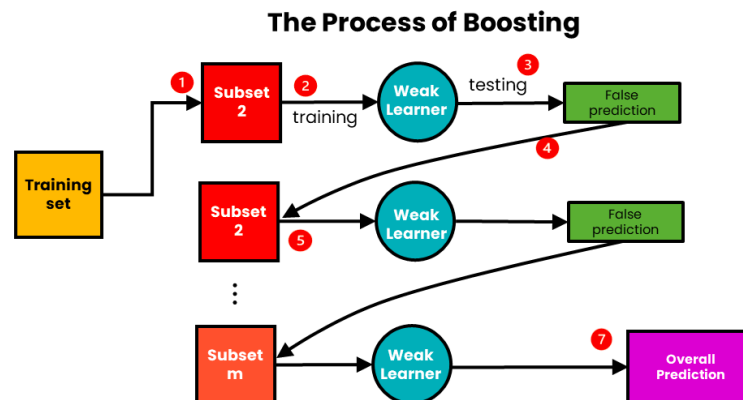 The Process of Boosting
1
Subset
2
2
training
Weak
Learner
3
testing
False
prediction
4
Training
set
Subset
2
5
Weak
Learner
False
prediction
Subset
m
Weak
Learner
7
Overall
Prediction